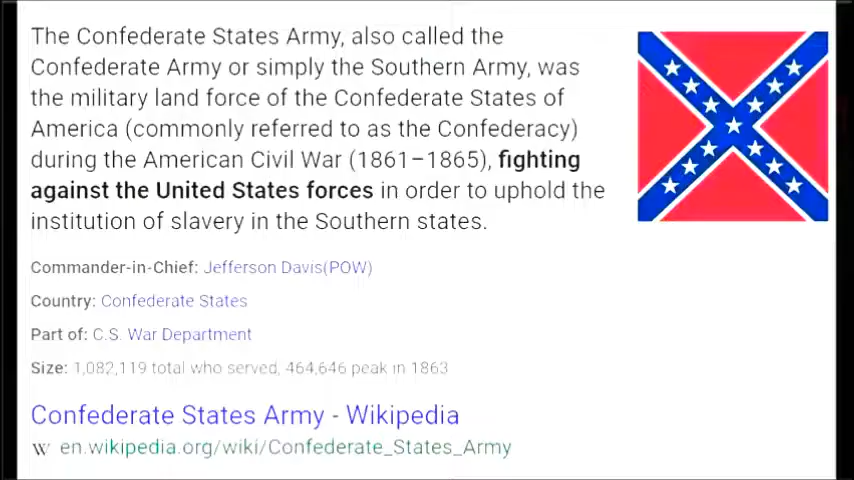 The Confederate States Army, also called the
Confederate Army or simply the Southern Army, was
the military land force of the Confederate States of
America (commonly referred to as the Confederacy)
during the American Civil War (1861–1865), fighting
against the United States forces in order to uphold the
institution of slavery in the Southern states.
Commander-in-Chief: Jefferson Davis(POW)
Country: Confederate States
Part of: C.S. War Department
Size: 1,082,119 total who served, 464,646 peak in 1863
Confederate States Army - Wikipedia
W en.wikipedia.org/wiki/Confederate_States_Army